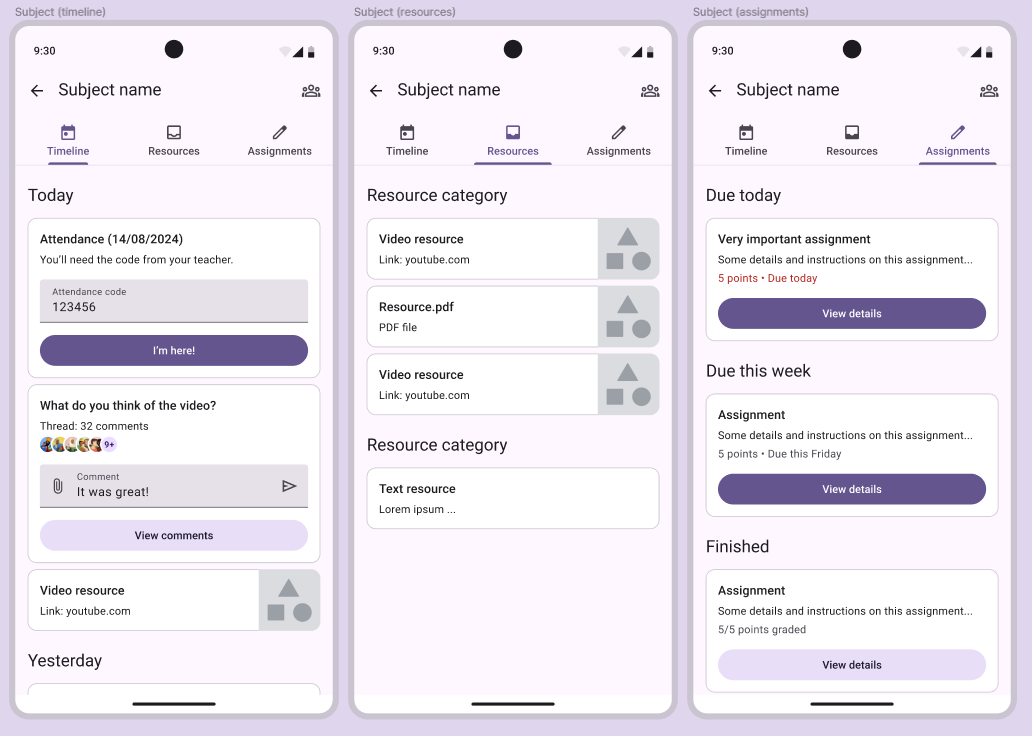 Subject (timeline)
9:30
Subject name
Timeline
Resources
Assignments
Today
Attendance (14/08/2024)
You'll need the code from your teacher.
Attendance code
123456
I'm here!
What do you think of the video?
Thread: 32 comments
9+
Comment
It was great!
View comments
Video resource
Link: youtube.com
Yesterday
Subject (resources)
9:30
Subject name
Timeline
Resources
Assignments
Resource category
Video resource
Link: youtube.com
Resource.pdf
PDF file
Video resource
Link: youtube.com
Resource category
Text resource
Lorem ipsum ...
Subject (assignments)
9:30
Subject name
Timeline
Resources
Assignments
Due today
Very important assignment
Some details and instructions on this assignment...
5 points • Due today
View details
Due this week
Assignment
Some details and instructions on this assignment...
5 points • Due this Friday
View details
Finished
Assignment
Some details and instructions on this assignment...
5/5 points graded
View details